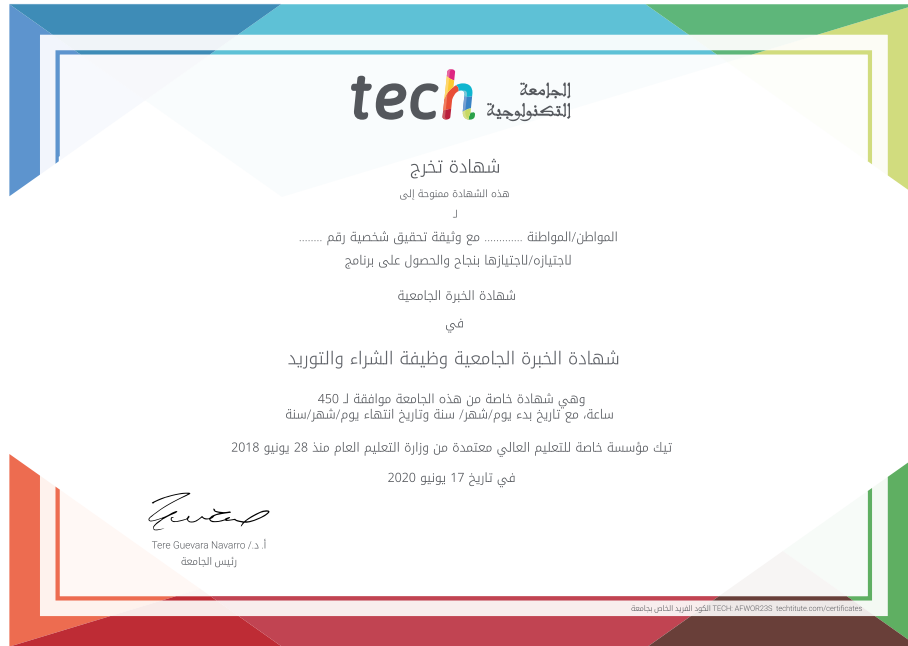 tech
الجامعة
التكنولوجية
شهادة تخرج
هذه الشهادة ممنوحة إلى
لـ
المواطن/المواطنة ............ مع وثيقة تحقيق شخصية رقم ........
لاجتيازه/لاجتيازها بنجاح والحصول على برنامج
شهادة الخبرة الجامعية
في
شهادة الخبرة الجامعية وظيفة الشراء والتوريد
وهي شهادة خاصة من هذه الجامعة موافقة لـ 450
ساعة، مع تاريخ بدء يوم/شهر/ سنة وتاريخ انتهاء يوم/شهر/سنة
تيك مؤسسة خاصة للتعليم العالي معتمدة من وزارة التعليم العام منذ 28 يونيو 2018
في تاريخ 17 يونيو 2020
أ. د./ Tere Guevara Navarro
رئيس الجامعة
الكود الفريد الخاص بجامعة TECH: AFWOR23S techtitute.com/certificates